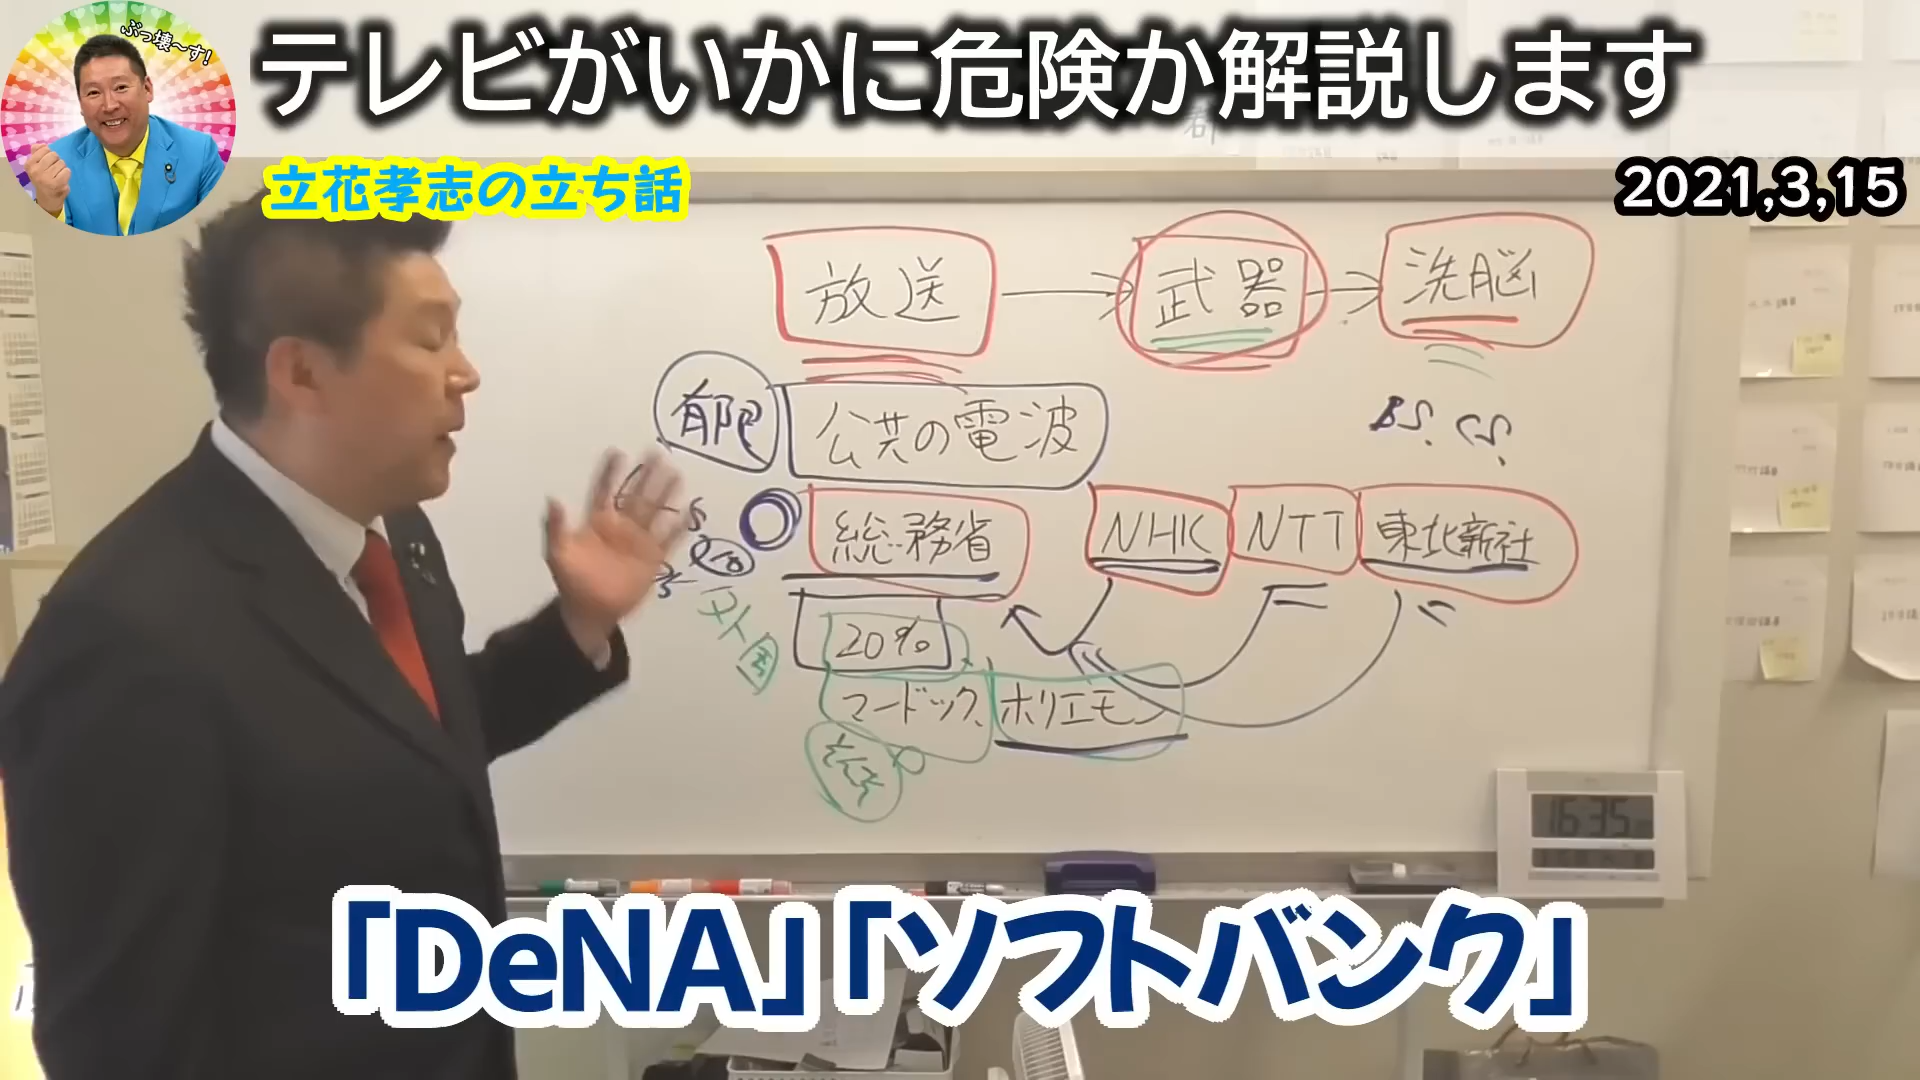 ぶっ壊～す!
テレビがいかに危険か解説します
立花孝志の立ち話
2021,3,15
放送 → 武器 → 洗脳
公共の電波
BS. CS.
総務省
NHK NTT 東北新社
20%
マードック、ホリエモン
16:35
「DeNA」「ソフトバンク」